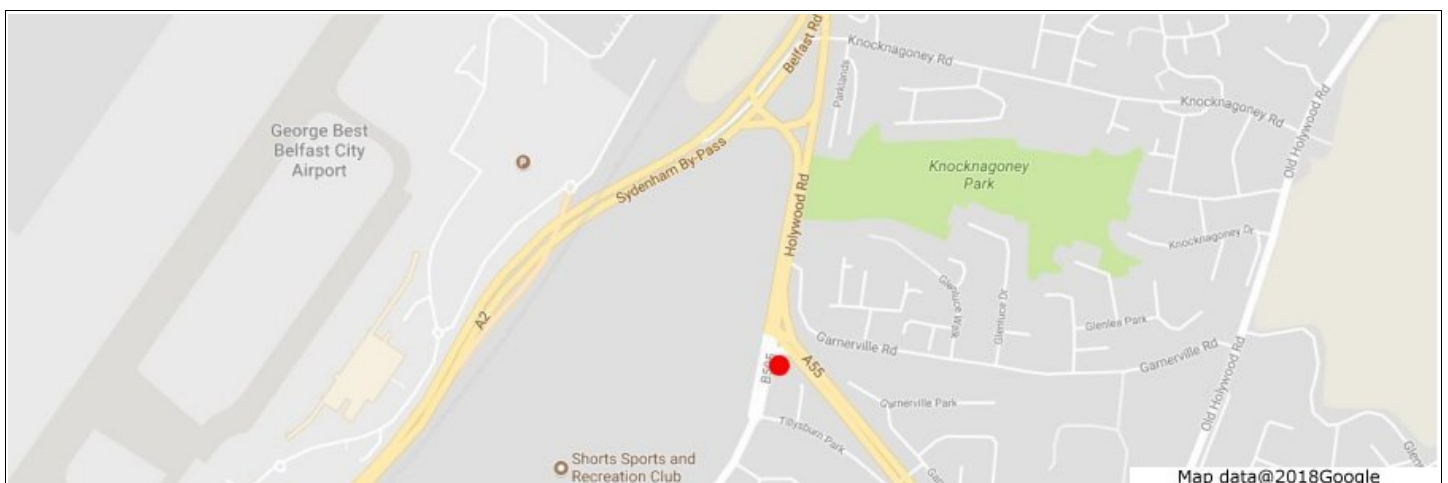 Belfast Rd
Knocknagoney Rd
Parklands
Knocknagoney Rd
Old Holywood Rd
George Best
Belfast City
Airport
P
Sydenham By-Pass
Knocknagoney
Park
Holywood Rd
Knocknagoney Dr
Glenluce Walk
Glenluce Dr
Glenlea Park
A2
Garnerville Rd
Garnerville Rd
A55
Old Holywood Rd
Garnerville Park
Tillysburn Park
Shorts Sports and
Recreation Club
Map data@2018Google